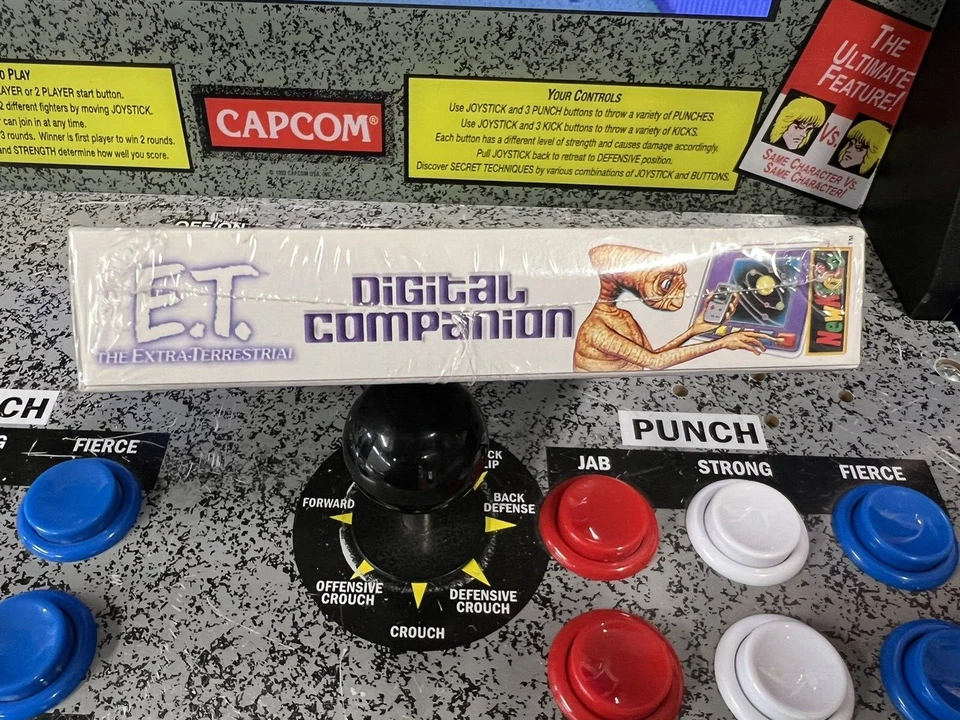 O PLAY
AYER or 2 PLAYER start button.
2 different fighters by moving JOYSTICK.
can join in at any time.
3 rounds. Winner is first player to win 2 rounds.
and STRENGTH determine how well you score.
CAPCOM®
YOUR CONTROLS
Use JOYSTICK and 3 PUNCH buttons to throw a variety of PUNCHES.
Use JOYSTICK and 3 KICK buttons to throw a variety of KICKS.
Each button has a different level of strength and causes damage accordingly.
Pull JOYSTICK back to retreat to DEFENSIVE position.
Discover SECRET TECHNIQUES by various combinations of JOYSTICK and BUTTONS.
THE
ULTIMATE
FEATURE!
VS.
SAME CHARACTER VS.
SAME CHARACTER!
OFF/ON
E.T.
THE EXTRA-TERRESTRIAL
DiGital
companion
NewKidCo
TM
CH
G FIERCE
PUNCH
JAB STRONG FIERCE
CK
LIP
FORWARD
BACK
DEFENSE
OFFENSIVE
CROUCH
DEFENSIVE
CROUCH
CROUCH